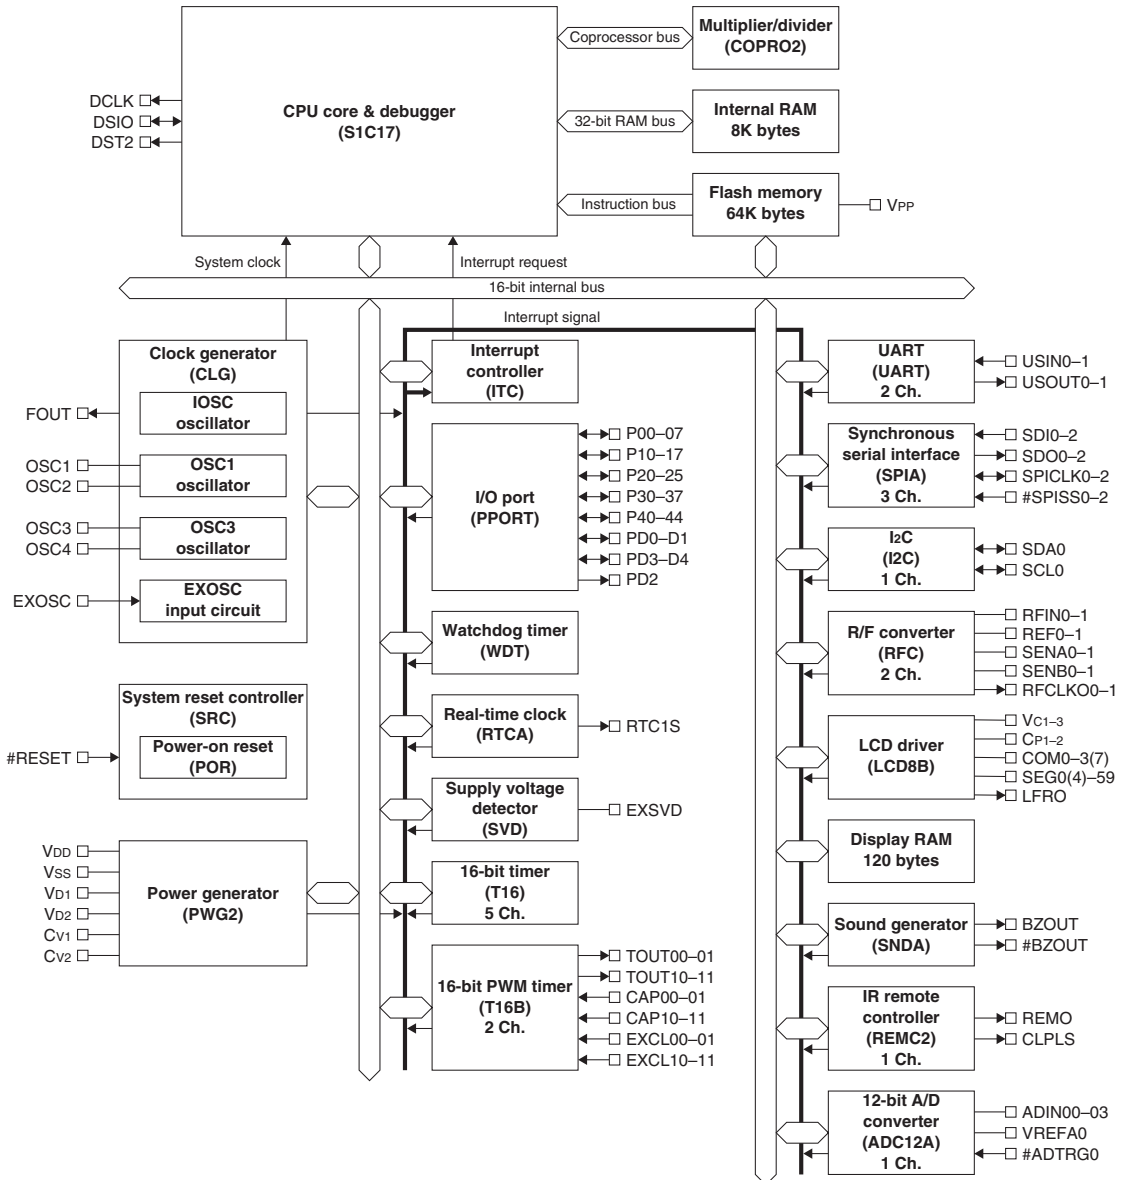 CPU core & debugger
(S1C17)
DCLK
DSIO
DST2
Coprocessor bus
Multiplier/divider
(COPRO2)
32-bit RAM bus
Internal RAM
8K bytes
Instruction bus
Flash memory
64K bytes
VPP
System clock
Interrupt request
16-bit internal bus
Interrupt signal
Clock generator
(CLG)
IOSC
oscillator
OSC1
oscillator
OSC3
oscillator
EXOSC
input circuit
FOUT
OSC1
OSC2
OSC3
OSC4
EXOSC
System reset controller
(SRC)
Power-on reset
(POR)
#RESET
Power generator
(PWG2)
VDD
VSS
VD1
VD2
CV1
CV2
Interrupt
controller
(ITC)
I/O port
(PPORT)
P00–07
P10–17
P20–25
P30–37
P40–44
PD0–D1
PD3–D4
PD2
Watchdog timer
(WDT)
Real-time clock
(RTCA)
RTC1S
Supply voltage
detector
(SVD)
EXSVD
16-bit timer
(T16)
5 Ch.
16-bit PWM timer
(T16B)
2 Ch.
TOUT00–01
TOUT10–11
CAP00–01
CAP10–11
EXCL00–01
EXCL10–11
UART
(UART)
2 Ch.
USIN0–1
USOUT0–1
Synchronous
serial interface
(SPIA)
3 Ch.
SDI0–2
SDO0–2
SPICLK0–2
#SPISS0–2
I2C
(I2C)
1 Ch.
SDA0
SCL0
R/F converter
(RFC)
2 Ch.
RFIN0–1
REF0–1
SENA0–1
SENB0–1
RFCLKO0–1
LCD driver
(LCD8B)
VC1–3
CP1–2
COM0–3(7)
SEG0(4)–59
LFRO
Display RAM
120 bytes
Sound generator
(SNDA)
BZOUT
#BZOUT
IR remote
controller
(REMC2)
1 Ch.
REMO
CLPLS
12-bit A/D
converter
(ADC12A)
1 Ch.
ADIN00–03
VREFA0
#ADTRG0